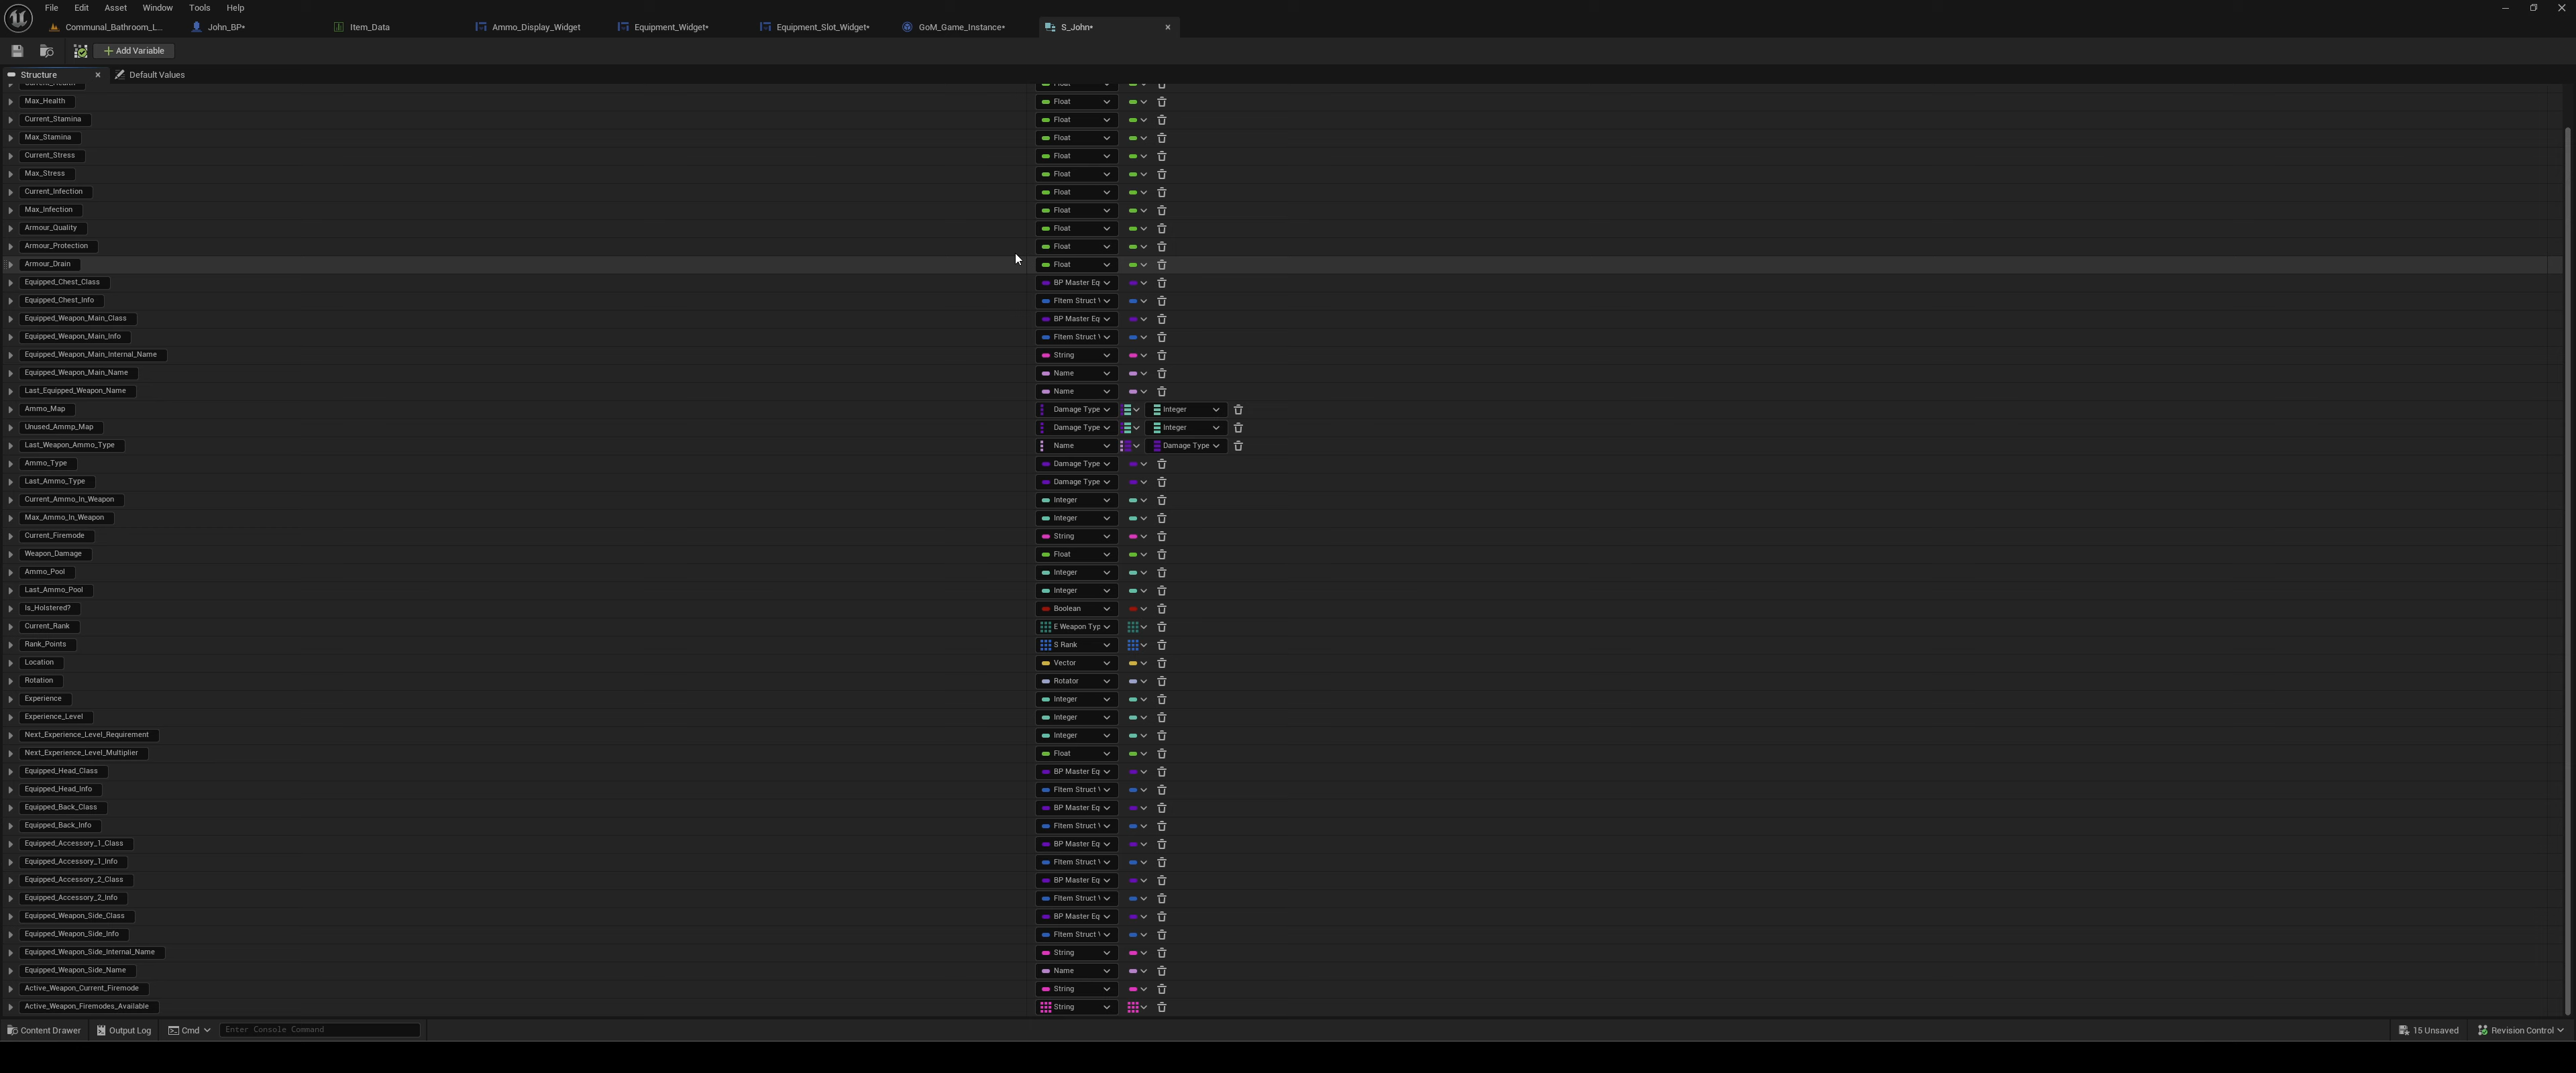 File Edit Asset Window Tools Help
Communal_Bathroom_L... John_BP* Item_Data Ammo_Display_Widget Equipment_Widget* Equipment_Slot_Widget* GoM_Game_Instance* S_John*
Add Variable
Structure Default Values
Max_Health Float
Current_Stamina Float
Max_Stamina Float
Current_Stress Float
Max_Stress Float
Current_Infection Float
Max_Infection Float
Armour_Quality Float
Armour_Protection Float
Armour_Drain Float
Equipped_Chest_Class BP Master Eq
Equipped_Chest_Info FItem Struct
Equipped_Weapon_Main_Class BP Master Eq
Equipped_Weapon_Main_Info FItem Struct
Equipped_Weapon_Main_Internal_Name String
Equipped_Weapon_Main_Name Name
Last_Equipped_Weapon_Name Name
Ammo_Map Damage Type Integer
Unused_Ammp_Map Damage Type Integer
Last_Weapon_Ammo_Type Name Damage Type
Ammo_Type Damage Type
Last_Ammo_Type Damage Type
Current_Ammo_In_Weapon Integer
Max_Ammo_In_Weapon Integer
Current_Firemode String
Weapon_Damage Float
Ammo_Pool Integer
Last_Ammo_Pool Integer
Is_Holstered? Boolean
Current_Rank E Weapon Typ
Rank_Points S Rank
Location Vector
Rotation Rotator
Experience Integer
Experience_Level Integer
Next_Experience_Level_Requirement Integer
Next_Experience_Level_Multiplier Float
Equipped_Head_Class BP Master Eq
Equipped_Head_Info FItem Struct
Equipped_Back_Class BP Master Eq
Equipped_Back_Info FItem Struct
Equipped_Accessory_1_Class BP Master Eq
Equipped_Accessory_1_Info FItem Struct
Equipped_Accessory_2_Class BP Master Eq
Equipped_Accessory_2_Info FItem Struct
Equipped_Weapon_Side_Class BP Master Eq
Equipped_Weapon_Side_Info FItem Struct
Equipped_Weapon_Side_Internal_Name String
Equipped_Weapon_Side_Name Name
Active_Weapon_Current_Firemode String
Active_Weapon_Firemodes_Available String
Content Drawer Output Log Cmd Enter Console Command 15 Unsaved Revision Control